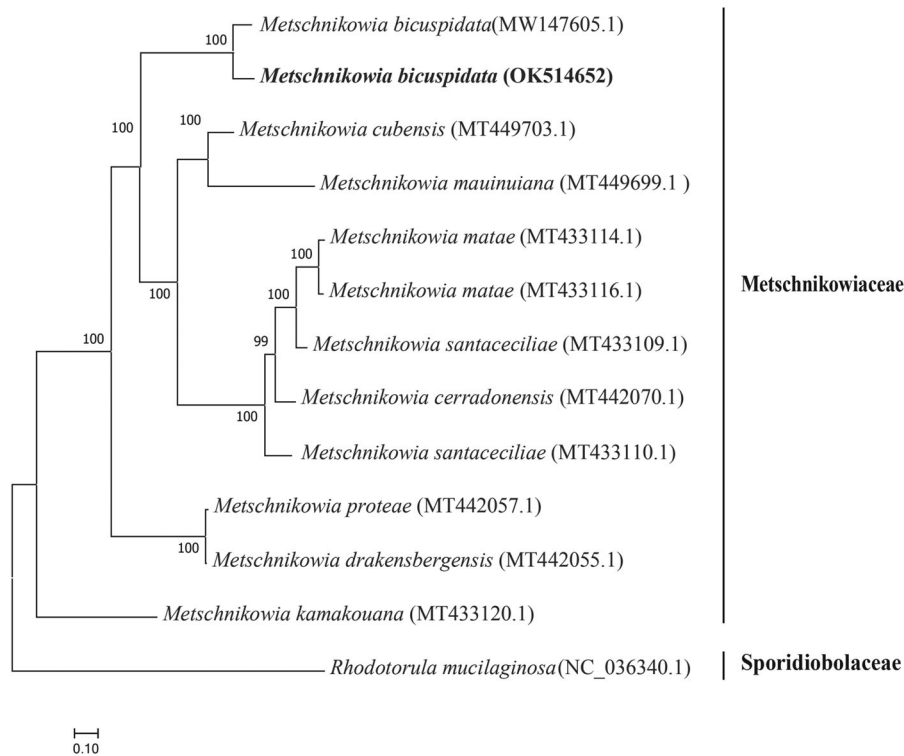 100
Metschnikowia bicuspidata(MW147605.1)
Metschnikowia bicuspidata (OK514652)
100
100
Metschnikowia cubensis (MT449703.1)
Metschnikowia mauinuiana (MT449699.1 )
Metschnikowia matae (MT433114.1)
100
100
100
Metschnikowia matae (MT433116.1)
Metschnikowiaceae
100
99
Metschnikowia santaceciliae (MT433109.1)
Metschnikowia cerradonensis (MT442070.1)
100
Metschnikowia santaceciliae (MT433110.1)
Metschnikowia proteae (MT442057.1)
100
Metschnikowia drakensbergensis (MT442055.1)
Metschnikowia kamakouana (MT433120.1)
Rhodotorula mucilaginosa(NC_036340.1)
Sporidiobolaceae
0.10